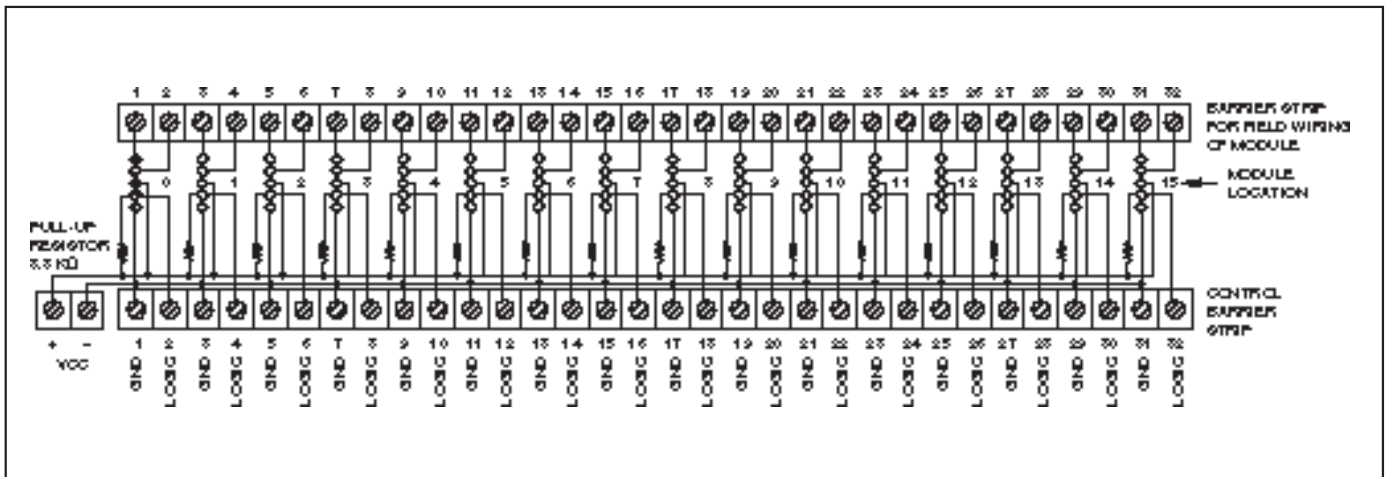 1 2 3 4 5 6 7 8 9 10 11 12 13 14 15 16 17 18 19 20 21 22 23 24 25 26 27 28 29 30 31 32
BARRIER STRIP
FOR FIELD WIRING
OF MODULE
0 1 2 3 4 5 6 7 8 9 10 11 12 13 14 15
MODULE
LOCATION
PULL-UP
RESISTOR
3.3 KΩ
CONTROL
BARRIER
STRIP
+ -
VCC
1 2 3 4 5 6 7 8 9 10 11 12 13 14 15 16 17 18 19 20 21 22 23 24 25 26 27 28 29 30 31 32
GND LOGIC GND LOGIC GND LOGIC GND LOGIC GND LOGIC GND LOGIC GND LOGIC GND LOGIC GND LOGIC GND LOGIC GND LOGIC GND LOGIC GND LOGIC GND LOGIC GND LOGIC GND LOGIC